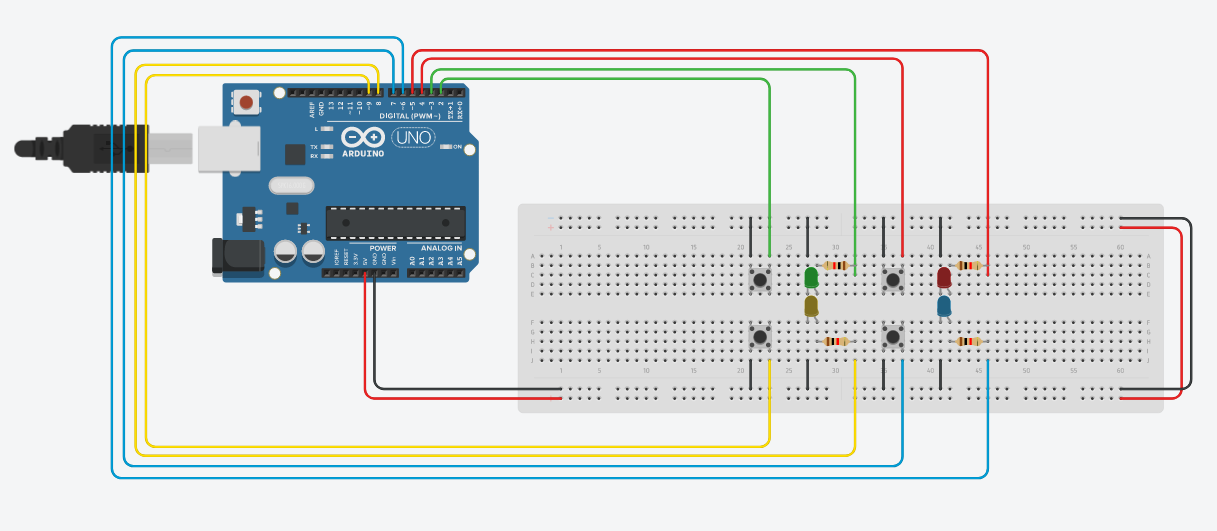 AREF
GND
13
12
~11
~10
~9
8
7
~6
~5
4
~3
2
TX→1
RX←0
DIGITAL (PWM ~)
L
TX
RX
ARDUINO
UNO
ON
POWER
ANALOG IN
IOREF
RESET
3.3V
5V
GND
GND
Vin
A0
A1
A2
A3
A4
A5
1 5 10 15 20 25 30 35 40 45 50 55 60
A
B
C
D
E
A
B
C
D
E
F
G
H
I
J
F
G
H
I
J
1 5 10 15 20 25 30 35 40 45 50 55 60